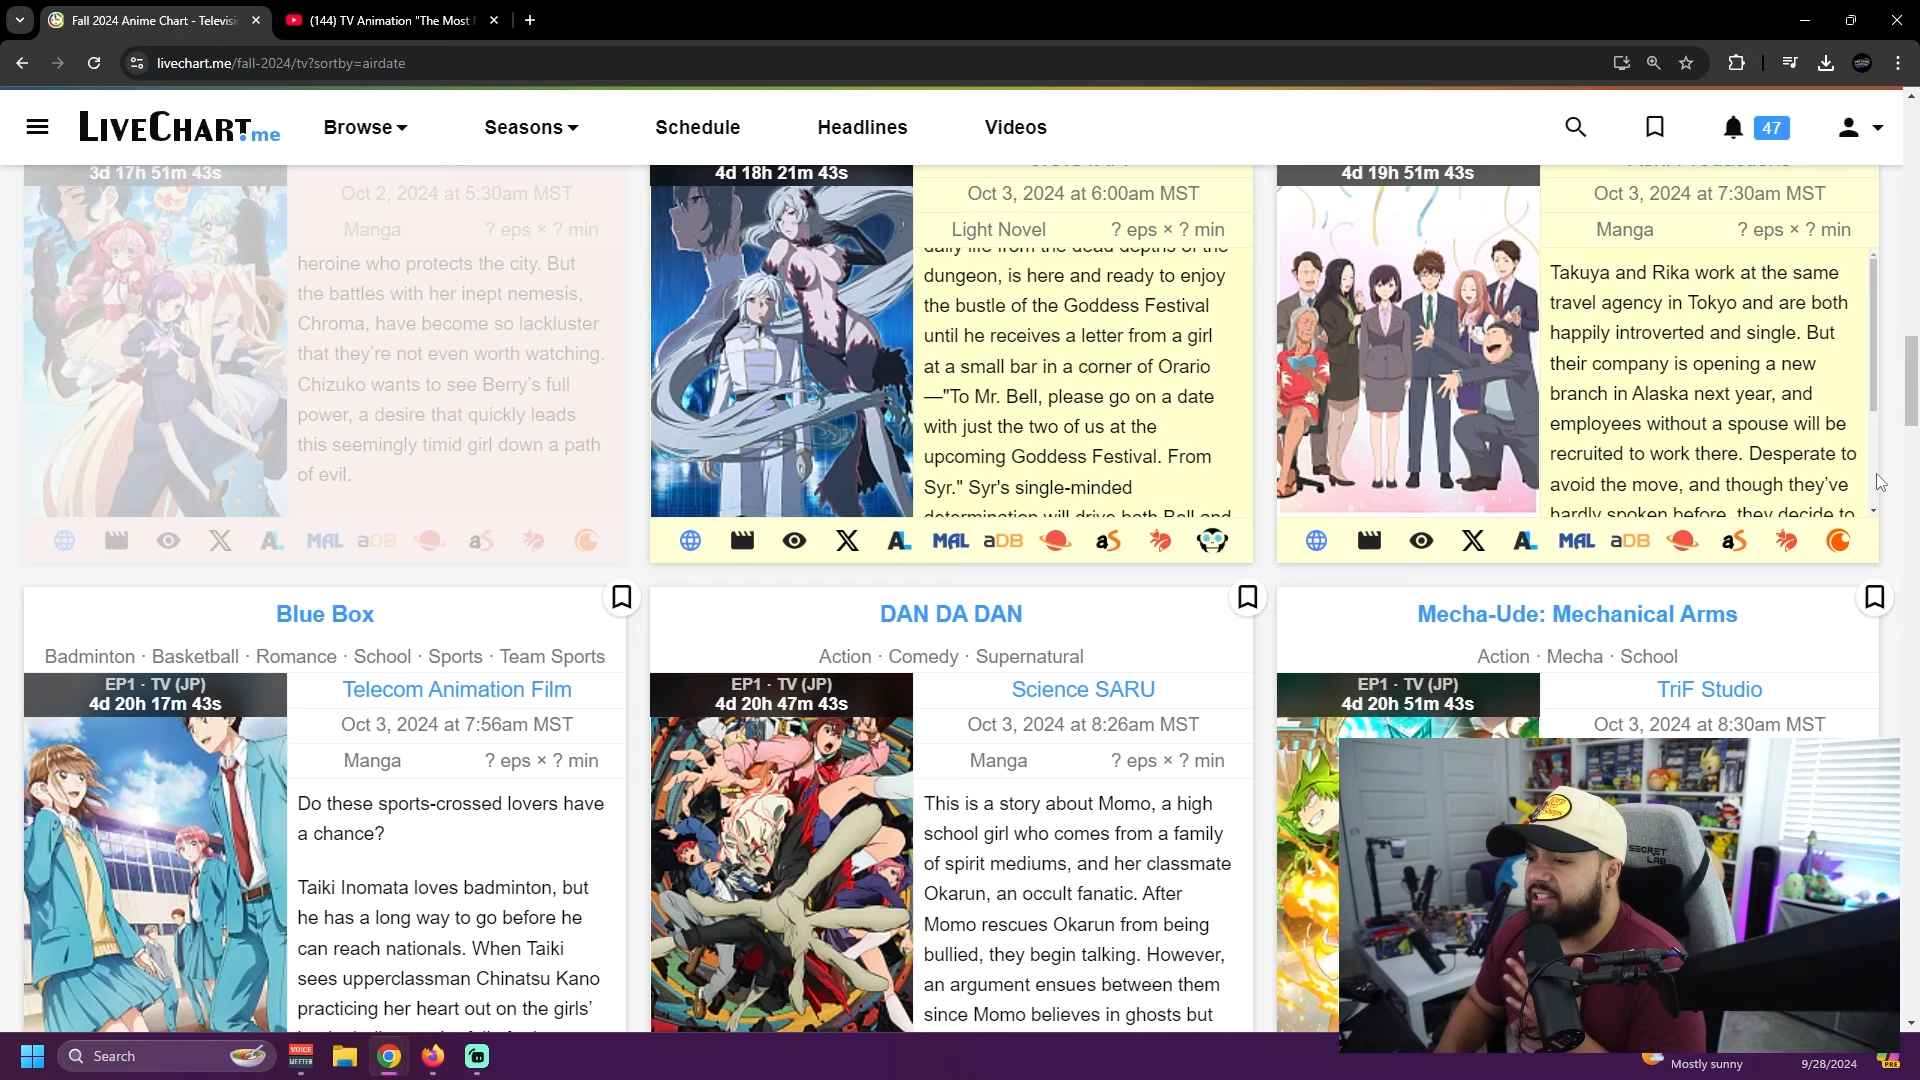 Fall 2024 Anime Chart - Televisi
(144) TV Animation "The Most
livechart.me/fall-2024/tv?sortby=airdate
LIVECHART.me
Browse
Seasons
Schedule
Headlines
Videos
47
3d 17h 51m 43s
Oct 2, 2024 at 5:30am MST
Manga
? eps × ? min
heroine who protects the city. But
the battles with her inept nemesis,
Chroma, have become so lackluster
that they're not even worth watching.
Chizuko wants to see Berry's full
power, a desire that quickly leads
this seemingly timid girl down a path
of evil.
AL MAL aDB aS
4d 18h 21m 43s
Oct 3, 2024 at 6:00am MST
Light Novel
? eps × ? min
daily life from the dead depths of the
dungeon, is here and ready to enjoy
the bustle of the Goddess Festival
until he receives a letter from a girl
at a small bar in a corner of Orario
—"To Mr. Bell, please go on a date
with just the two of us at the
upcoming Goddess Festival. From
Syr." Syr's single-minded
determination will drive both Bell and
AL MAL aDB aS
4d 19h 51m 43s
Oct 3, 2024 at 7:30am MST
Manga
? eps × ? min
Takuya and Rika work at the same
travel agency in Tokyo and are both
happily introverted and single. But
their company is opening a new
branch in Alaska next year, and
employees without a spouse will be
recruited to work there. Desperate to
avoid the move, and though they've
hardly spoken before, they decide to
AL MAL aDB aS
Blue Box
Badminton · Basketball · Romance · School · Sports · Team Sports
EP1 · TV (JP)
4d 20h 17m 43s
Telecom Animation Film
Oct 3, 2024 at 7:56am MST
Manga
? eps × ? min
Do these sports-crossed lovers have
a chance?
Taiki Inomata loves badminton, but
he has a long way to go before he
can reach nationals. When Taiki
sees upperclassman Chinatsu Kano
practicing her heart out on the girls'
DAN DA DAN
Action · Comedy · Supernatural
EP1 · TV (JP)
4d 20h 47m 43s
Science SARU
Oct 3, 2024 at 8:26am MST
Manga
? eps × ? min
This is a story about Momo, a high
school girl who comes from a family
of spirit mediums, and her classmate
Okarun, an occult fanatic. After
Momo rescues Okarun from being
bullied, they begin talking. However,
an argument ensues between them
since Momo believes in ghosts but
Mecha-Ude: Mechanical Arms
Action · Mecha · School
EP1 · TV (JP)
4d 20h 51m 43s
TriF Studio
Oct 3, 2024 at 8:30am MST
SECRET
LAB
Search
VOICE
MEETER
Mostly sunny
9/28/2024
PRE